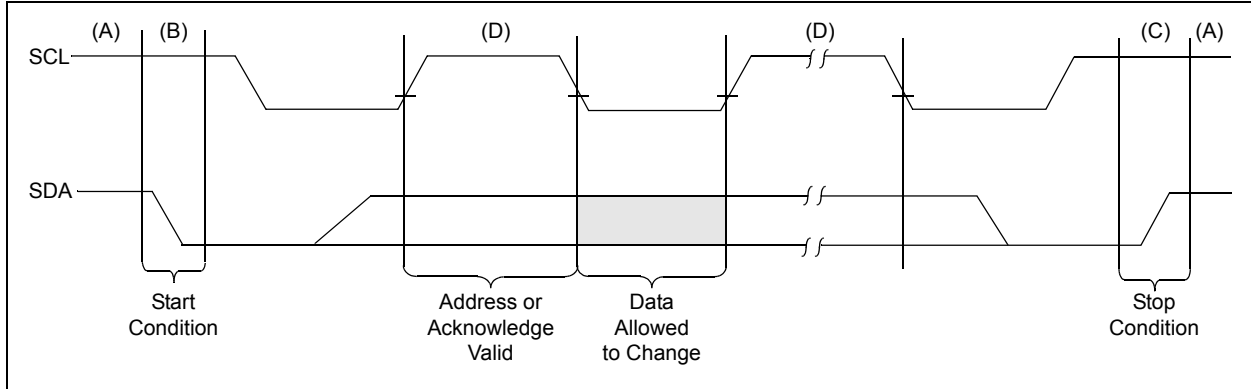 (A) (B) (D) (D) (C) (A)
SCL
SDA
Start
Condition
Address or
Acknowledge
Valid
Data
Allowed
to Change
Stop
Condition